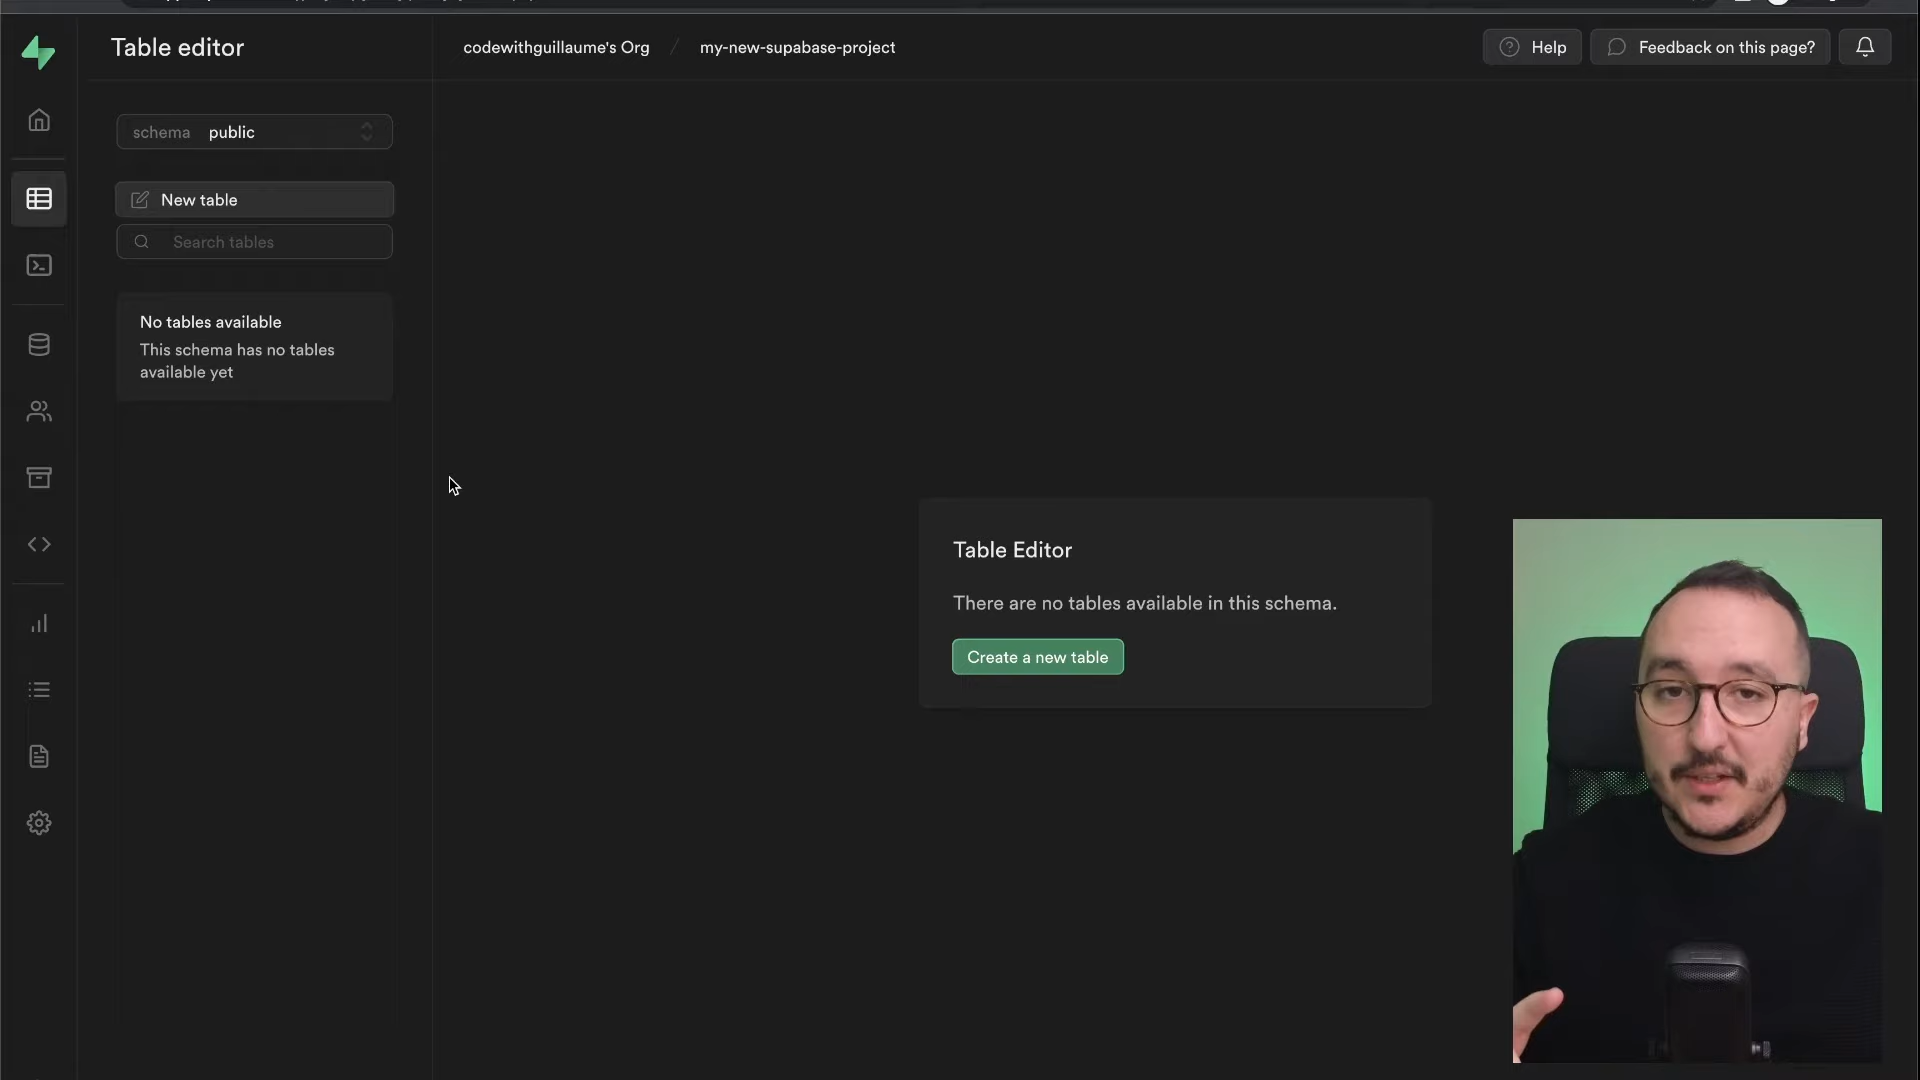 Table editor
codewithguillaume's Org / my-new-supabase-project
Help
Feedback on this page?
schema public
New table
Search tables
No tables available
This schema has no tables
available yet
Table Editor
There are no tables available in this schema.
Create a new table